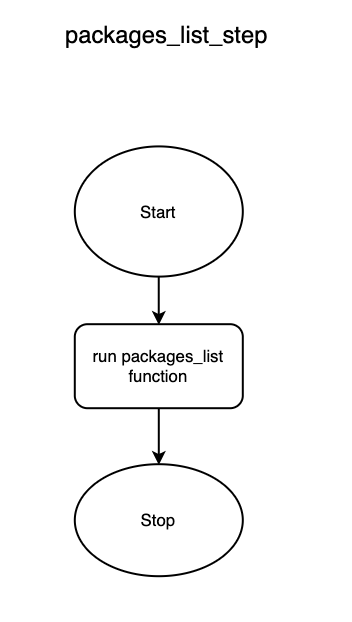 packages_list_step
Start
run packages_list
function
Stop